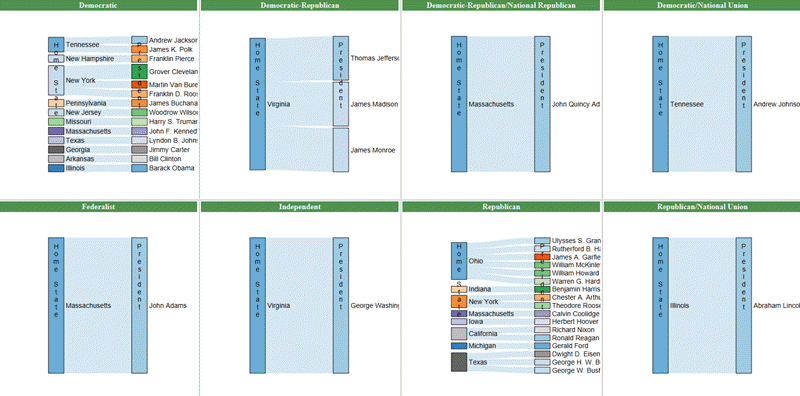 Democratic
Home State
President
Tennessee
New Hampshire
New York
Pennsylvania
New Jersey
Missouri
Massachusetts
Texas
Georgia
Arkansas
Illinois
Andrew Jackson
James K. Polk
Franklin Pierce
Grover Clevelan
Martin Van Bure
Franklin D. Roos
James Buchana
Woodrow Wilson
Harry S. Truman
John F. Kenned
Lyndon B. Johns
Jimmy Carter
Bill Clinton
Barack Obama
Democratic-Republican
Home State
President
Virginia
Thomas Jefferso
James Madison
James Monroe
Democratic-Republican/National Republican
Home State
President
Massachusetts
John Quincy Ad
Democratic/National Union
Home State
President
Tennessee
Andrew Johnso
Federalist
Home State
President
Massachusetts
John Adams
Independent
Home State
President
Virginia
George Washing
Republican
Home State
President
Ohio
Indiana
New York
Massachusetts
Iowa
California
Michigan
Texas
Ulysses S. Gran
Rutherford B. Ha
James A. Garfie
William McKinle
William Howard
Warren G. Hardi
Benjamin Harris
Chester A. Arthu
Theodore Roose
Calvin Coolidge
Herbert Hoover
Richard Nixon
Ronald Reagan
Gerald Ford
Dwight D. Eisen
George H. W. B
George W. Bush
Republican/National Union
Home State
President
Illinois
Abraham Lincol